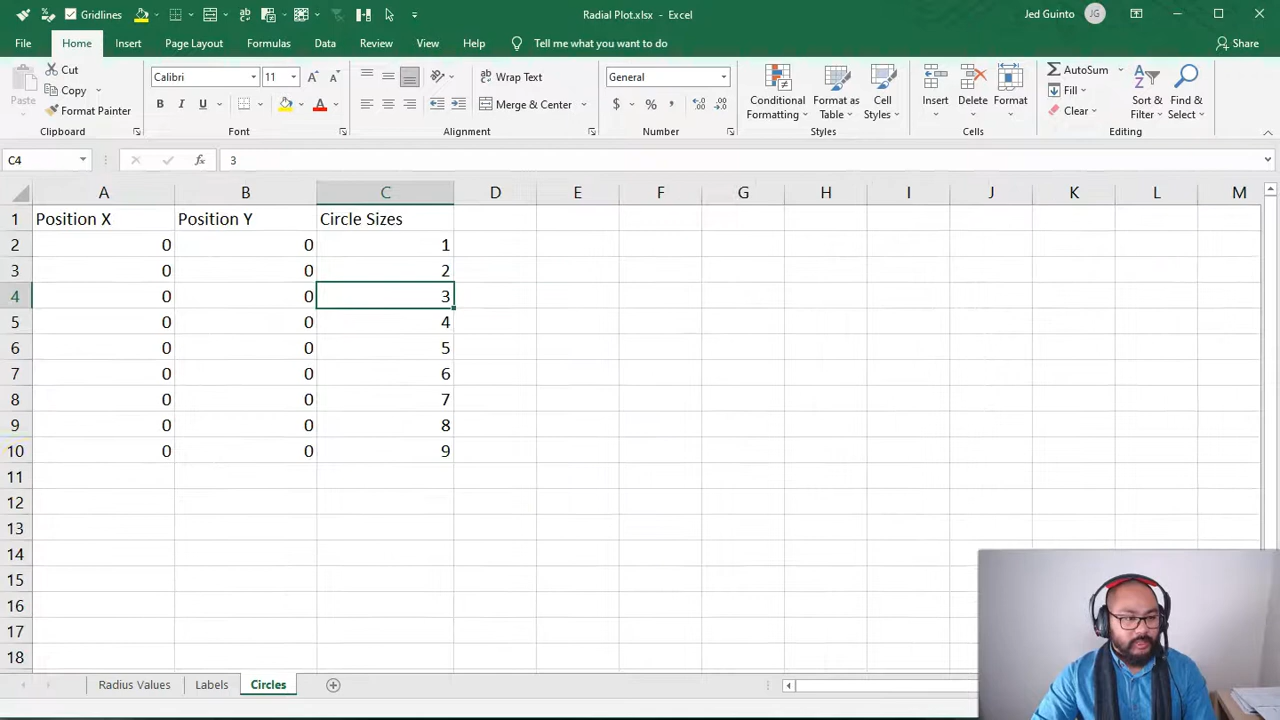 Gridlines
Radial Plot.xlsx - Excel
Jed Guinto
JG
File Home Insert Draw Page Layout Formulas Data Review View Help Tell me what you want to do Share
Cut
Copy
Format Painter
Paste
Calibri 11
B I U
A A
Wrap Text
Merge & Center
General
$ % ,
Conditional Formatting
Format as Table
Cell Styles
Insert Delete Format
AutoSum
Fill
Clear
Sort & Filter
Find & Select
Clipboard Font Alignment Number Styles Cells Editing
C4 fx 3
A B C D E F G H I J K L M
1 Position X Position Y Circle Sizes
2 0 0 1
3 0 0 2
4 0 0 3
5 0 0 4
6 0 0 5
7 0 0 6
8 0 0 7
9 0 0 8
10 0 0 9
11
12
13
14
15
16
17
18
Radius Values Labels Circles